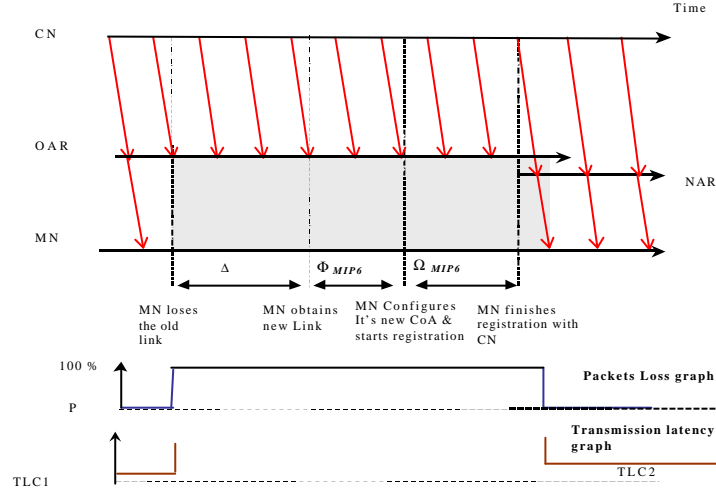 Time
CN
OAR
NAR
MN
Δ
Φ MIP6
Ω MIP6
MN loses
the old
link
MN obtains
new Link
MN Configures
It's new CoA &
starts registration
MN finishes
registration with
CN
100 %
Packets Loss graph
P
Transmission latency
graph
TLC1
TLC2